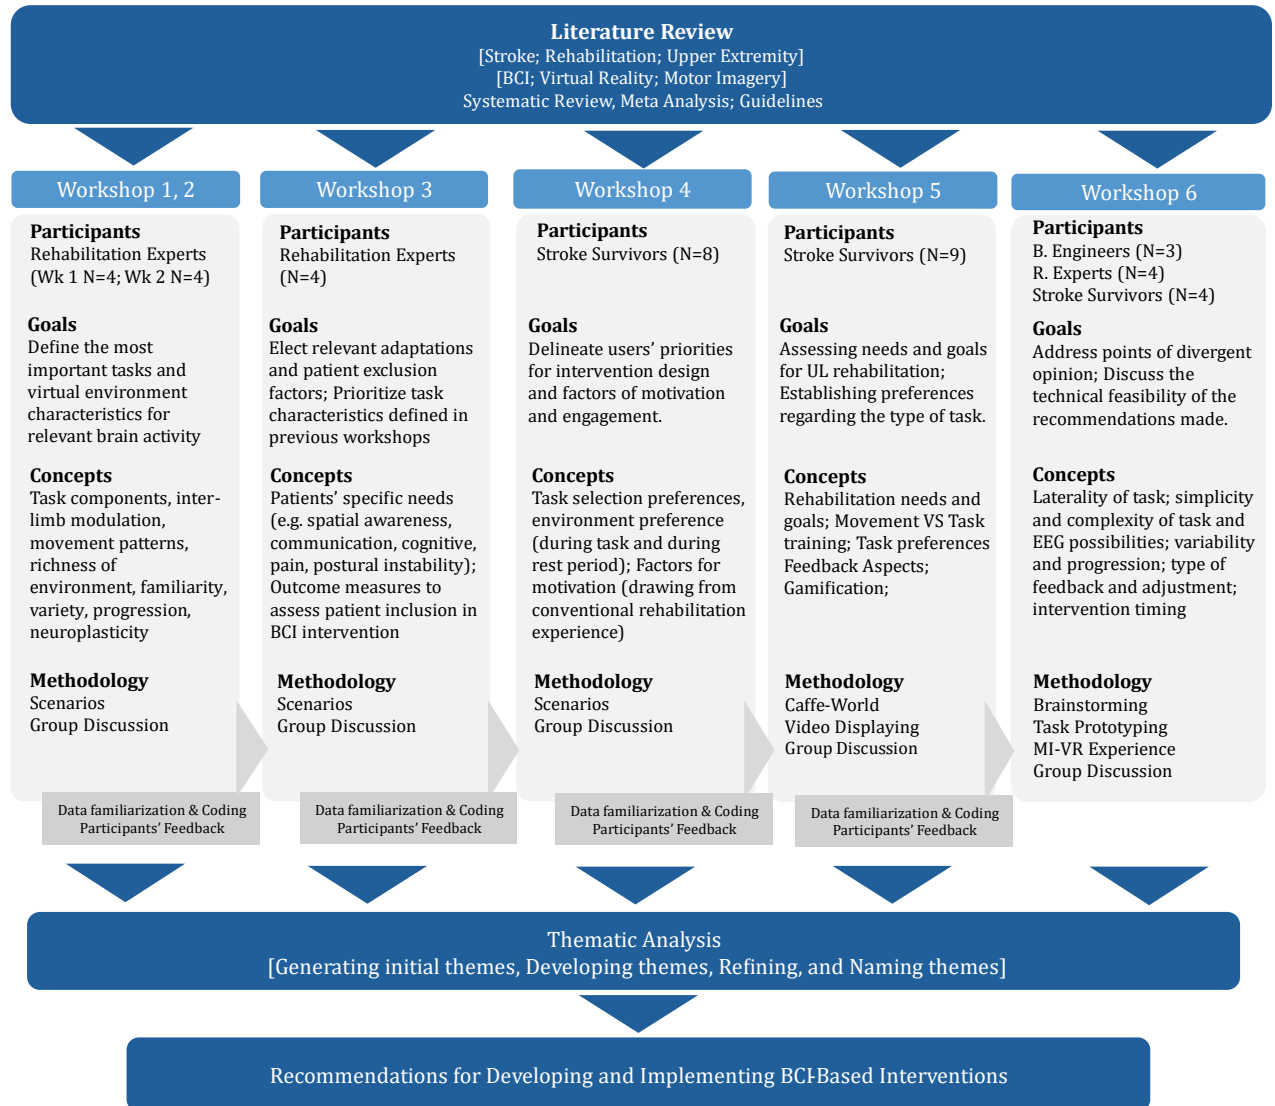 Literature Review
[Stroke; Rehabilitation; Upper Extremity]
[BCI; Virtual Reality; Motor Imagery]
Systematic Review, Meta Analysis; Guidelines
Workshop 1, 2
Participants
Rehabilitation Experts
(Wk 1 N=4; Wk 2 N=4)
Goals
Define the most
important tasks and
virtual environment
characteristics for
relevant brain activity
Concepts
Task components, inter-
limb modulation,
movement patterns,
richness of
environment, familiarity,
variety, progression,
neuroplasticity
Methodology
Scenarios
Group Discussion
Data familiarization & Coding
Participants' Feedback
Workshop 3
Participants
Rehabilitation Experts
(N=4)
Goals
Elect relevant adaptations
and patient exclusion
factors; Prioritize task
characteristics defined in
previous workshops
Concepts
Patients' specific needs
(e.g. spatial awareness,
communication, cognitive,
pain, postural instability);
Outcome measures to
assess patient inclusion in
BCI intervention
Methodology
Scenarios
Group Discussion
Data familiarization & Coding
Participants' Feedback
Workshop 4
Participants
Stroke Survivors (N=8)
Goals
Delineate users' priorities
for intervention design
and factors of motivation
and engagement.
Concepts
Task selection preferences,
environment preference
(during task and during
rest period); Factors for
motivation (drawing from
conventional rehabilitation
experience)
Methodology
Scenarios
Group Discussion
Data familiarization & Coding
Participants' Feedback
Workshop 5
Participants
Stroke Survivors (N=9)
Goals
Assessing needs and goals
for UL rehabilitation;
Establishing preferences
regarding the type of task.
Concepts
Rehabilitation needs and
goals; Movement VS Task
training; Task preferences
Feedback Aspects;
Gamification;
Methodology
Caffe-World
Video Displaying
Group Discussion
Data familiarization & Coding
Participants' Feedback
Workshop 6
Participants
B. Engineers (N=3)
R. Experts (N=4)
Stroke Survivors (N=4)
Goals
Address points of divergent
opinion; Discuss the
technical feasibility of the
recommendations made.
Concepts
Laterality of task; simplicity
and complexity of task and
EEG possibilities; variability
and progression; type of
feedback and adjustment;
intervention timing
Methodology
Brainstorming
Task Prototyping
MI-VR Experience
Group Discussion
Thematic Analysis
[Generating initial themes, Developing themes, Refining, and Naming themes]
Recommendations for Developing and Implementing BCI-Based Interventions